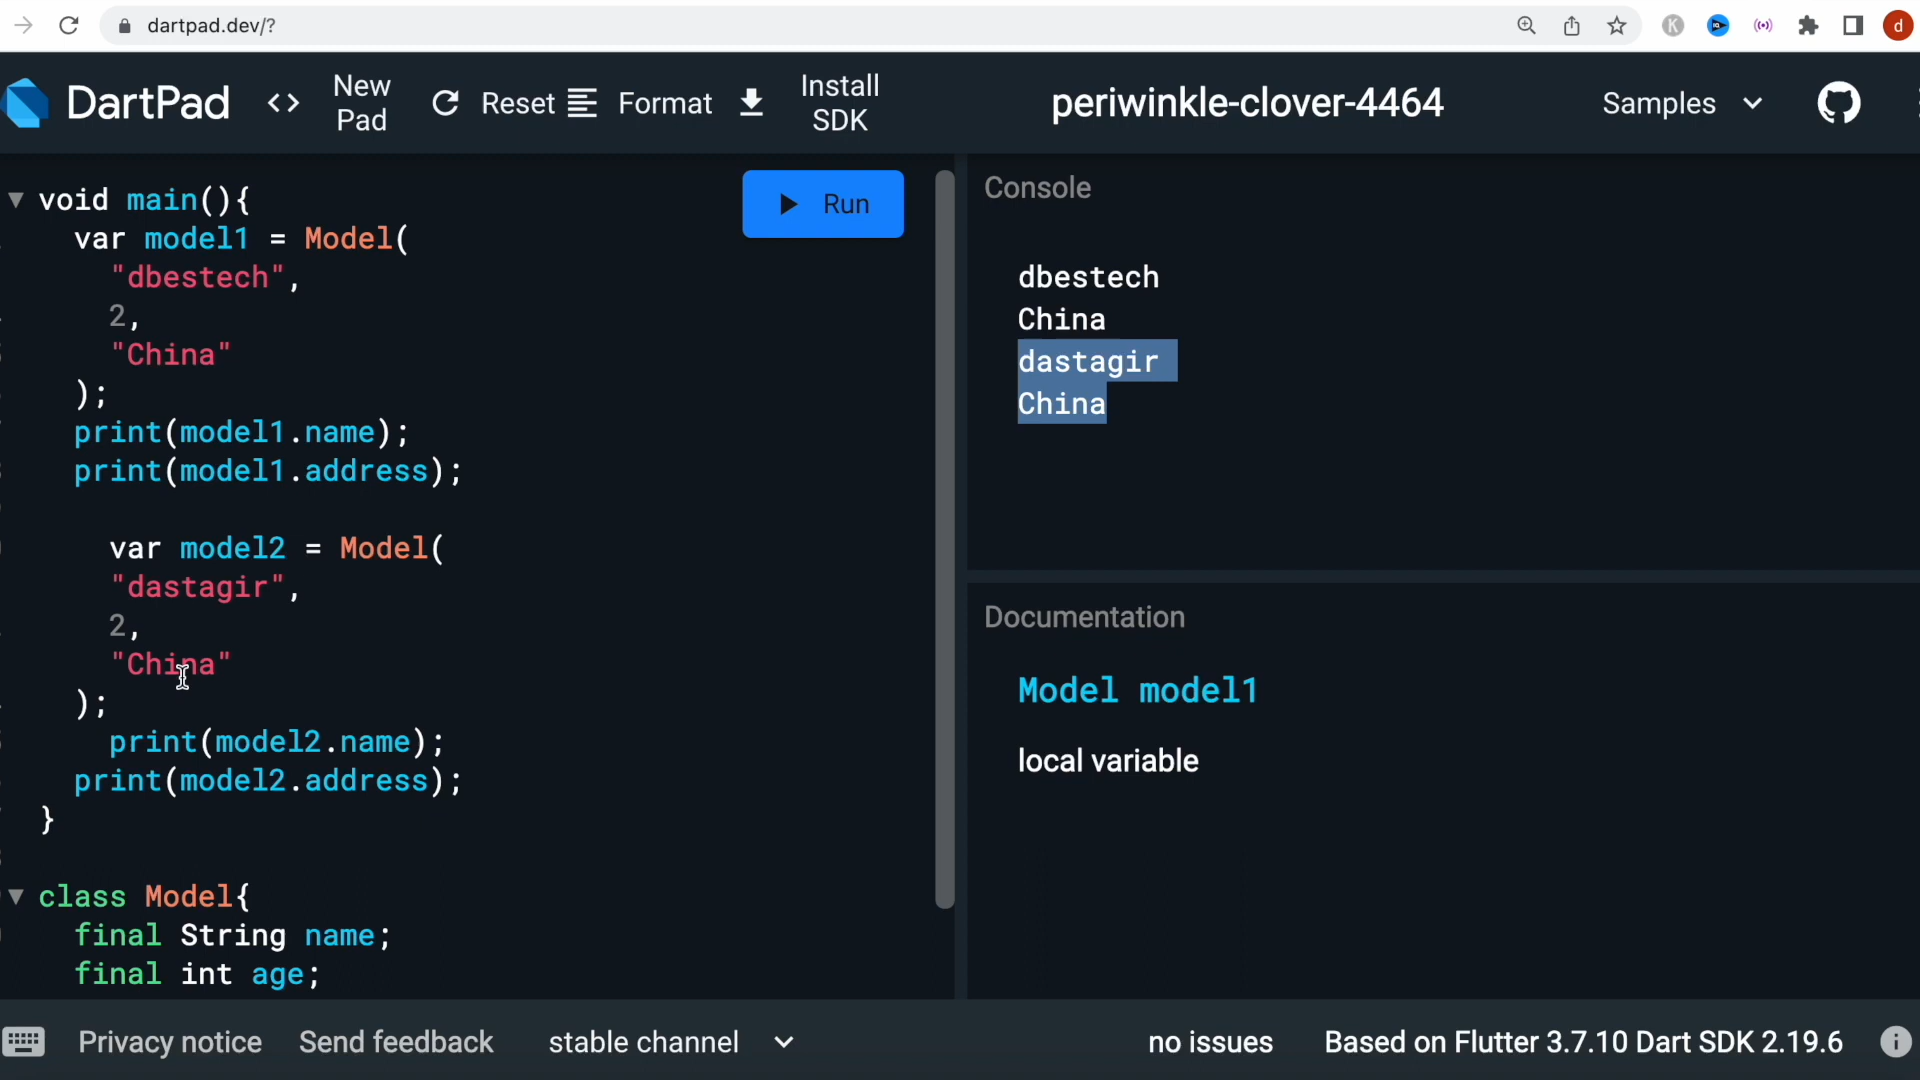 dartpad.dev/?
DartPad
New
Pad
Reset
Format
Install
SDK
periwinkle-clover-4464
Samples
void main(){
var model1 = Model(
"dbestech",
2,
"China"
);
print(model1.name);
print(model1.address);
var model2 = Model(
"dastagir",
2,
"China"
);
print(model2.name);
print(model2.address);
}
class Model{
final String name;
final int age;
Run
Console
dbestech
China
dastagir
China
Documentation
Model model1
local variable
Privacy notice
Send feedback
stable channel
no issues
Based on Flutter 3.7.10 Dart SDK 2.19.6